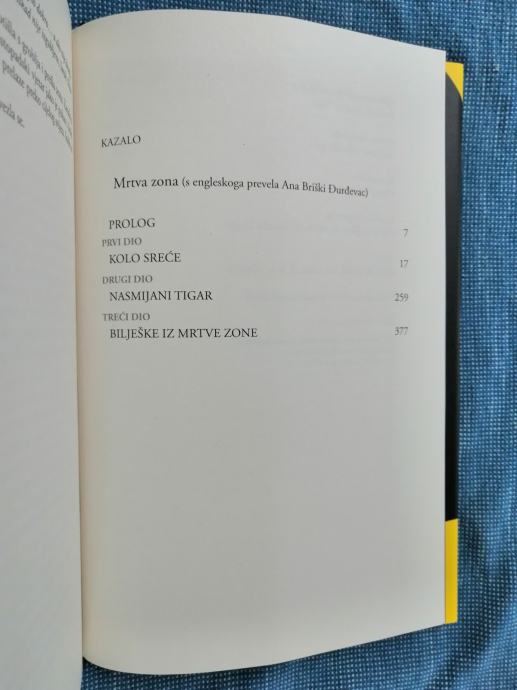 KAZALO
Mrtva zona (s engleskoga prevela Ana Briški Đurđevac)
PROLOG 7
PRVI DIO
KOLO SREĆE 17
DRUGI DIO
NASMIJANI TIGAR 259
TREĆI DIO
BILJEŠKE IZ MRTVE ZONE 377